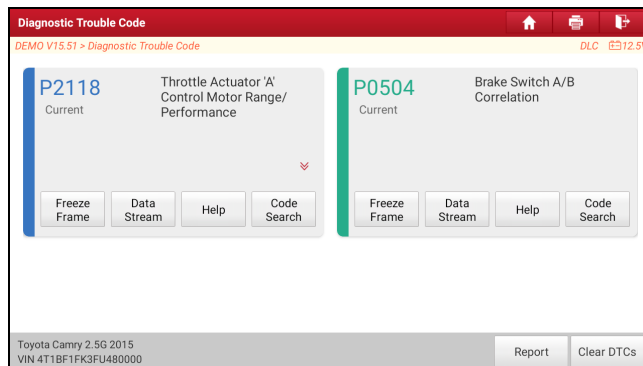 Diagnostic Trouble Code
DEMO V15.51 > Diagnostic Trouble Code
DLC 12.5V
P2118
Current
Throttle Actuator 'A'
Control Motor Range/
Performance
Freeze
Frame
Data
Stream
Help
Code
Search
P0504
Current
Brake Switch A/B
Correlation
Freeze
Frame
Data
Stream
Help
Code
Search
Toyota Camry 2.5G 2015
VIN 4T1BF1FK3FU480000
Report
Clear DTCs